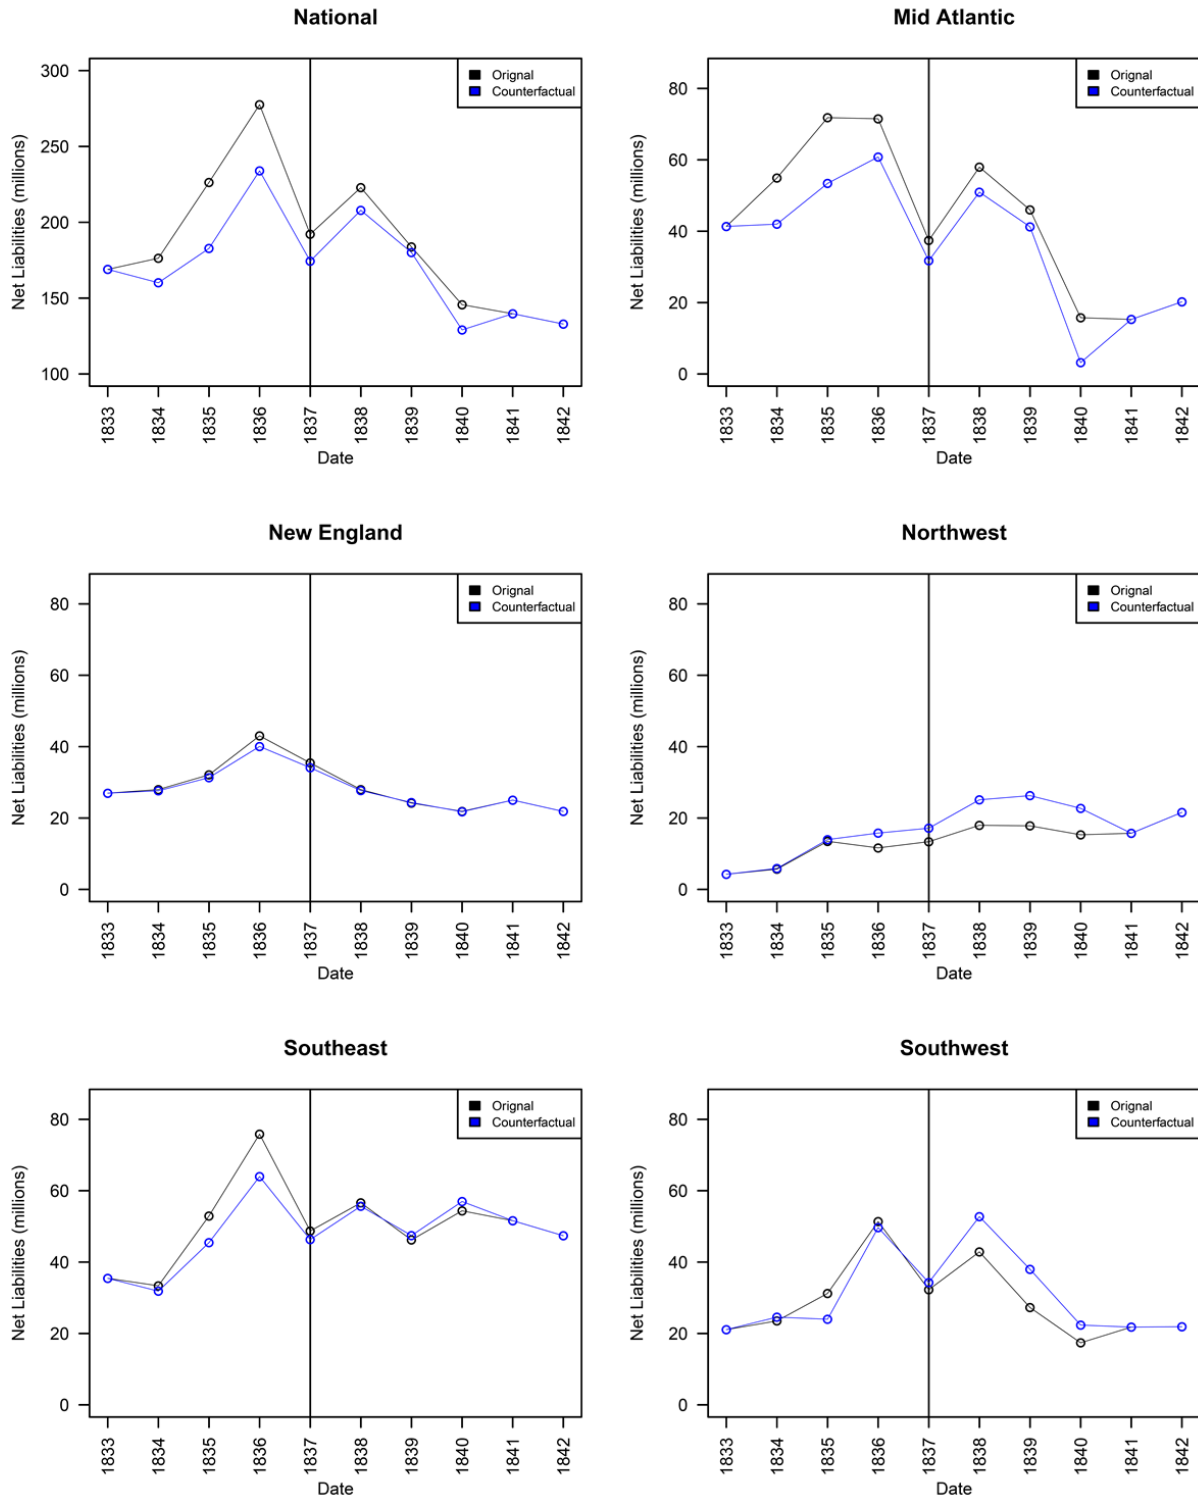 National
Net Liabilities (millions)
300
250
200
150
100
Orignal
Counterfactual
1833 1834 1835 1836 1837 1838 1839 1840 1841 1842
Date
Mid Atlantic
Net Liabilities (millions)
80
60
40
20
0
Orignal
Counterfactual
1833 1834 1835 1836 1837 1838 1839 1840 1841 1842
Date
New England
Net Liabilities (millions)
80
60
40
20
0
Orignal
Counterfactual
1833 1834 1835 1836 1837 1838 1839 1840 1841 1842
Date
Northwest
Net Liabilities (millions)
80
60
40
20
0
Orignal
Counterfactual
1833 1834 1835 1836 1837 1838 1839 1840 1841 1842
Date
Southeast
Net Liabilities (millions)
80
60
40
20
0
Orignal
Counterfactual
1833 1834 1835 1836 1837 1838 1839 1840 1841 1842
Date
Southwest
Net Liabilities (millions)
80
60
40
20
0
Orignal
Counterfactual
1833 1834 1835 1836 1837 1838 1839 1840 1841 1842
Date